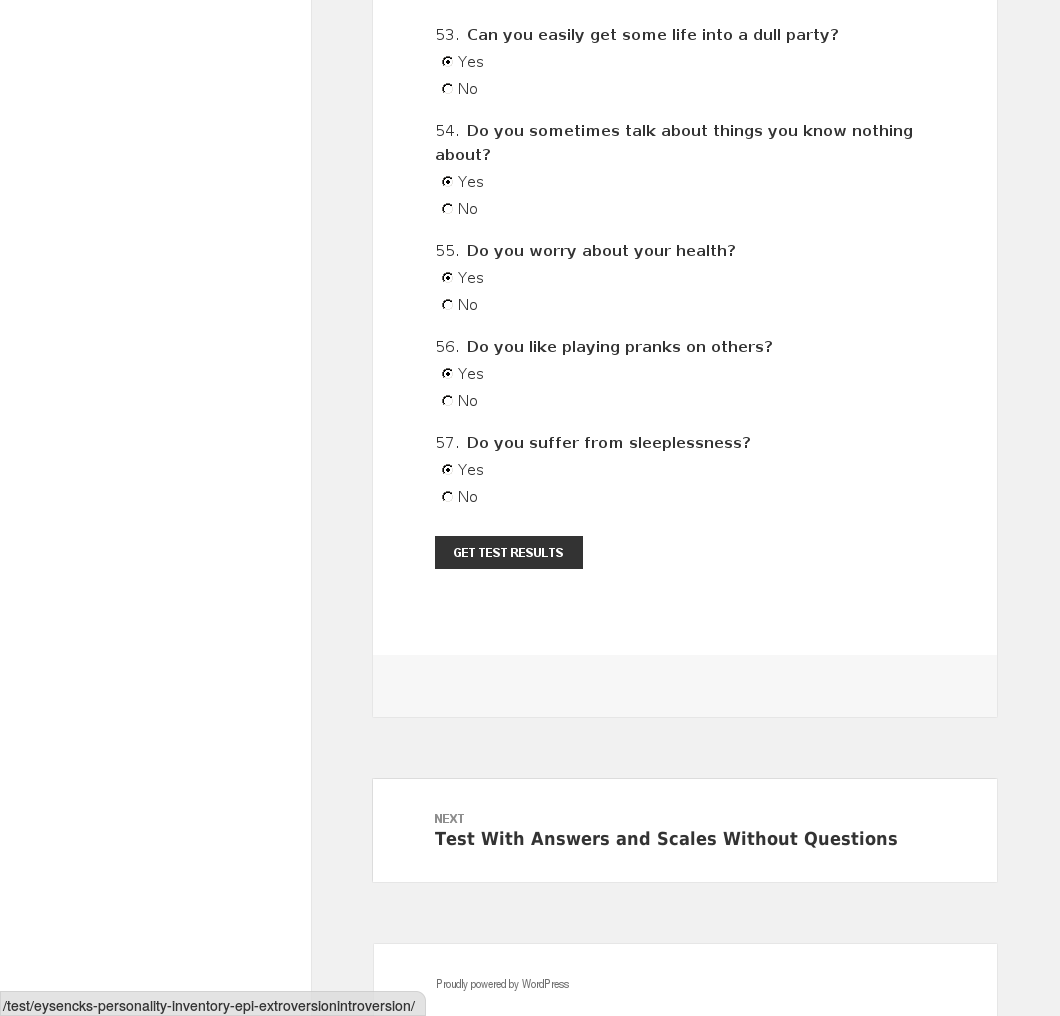 53. Can you easily get some life into a dull party?
Yes
No
54. Do you sometimes talk about things you know nothing
about?
Yes
No
55. Do you worry about your health?
Yes
No
56. Do you like playing pranks on others?
Yes
No
57. Do you suffer from sleeplessness?
Yes
No
GET TEST RESULTS
NEXT
Test With Answers and Scales Without Questions
Proudly powered by WordPress
/test/eysencks-personality-inventory-epi-extroversionintroversion/